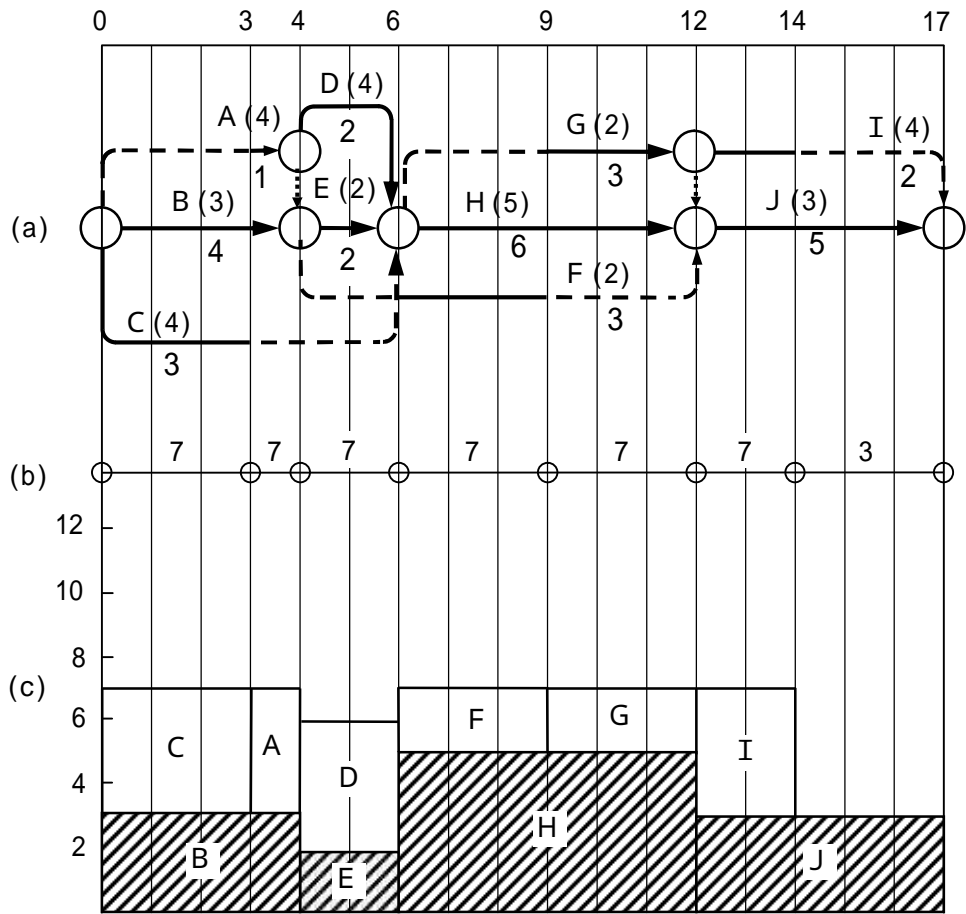 0 3 4 6 9 12 14 17
D (4)
A (4) 2 G (2) I (4)
1 E (2) 3 2
B (3) H (5) J (3)
(a)
4 2 6 5
F (2)
C (4) 3
3
7 7 7 7 7 7 3
(b)
12
10
8
(c)
6 F G
C A I
4 D
H
2 B E J